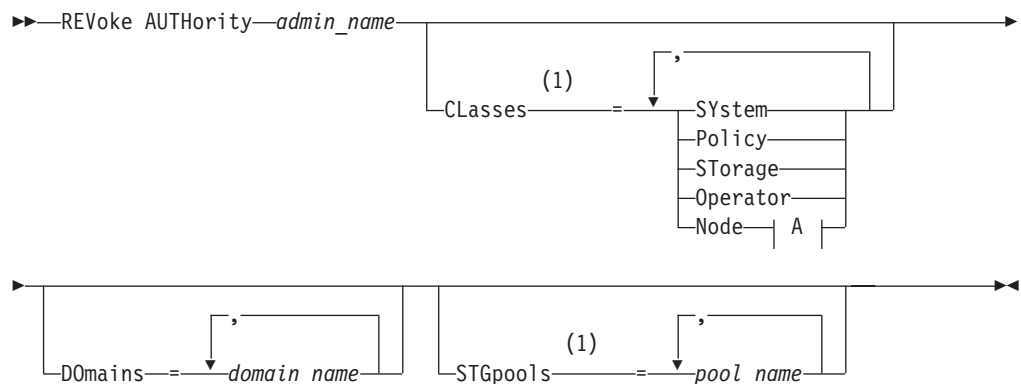 REVoke AUTHority admin_name
,
(1)
CLasses = SYstem
Policy
STorage
Operator
Node A
, ,
(1)
DOmains = domain name STGpools = pool name